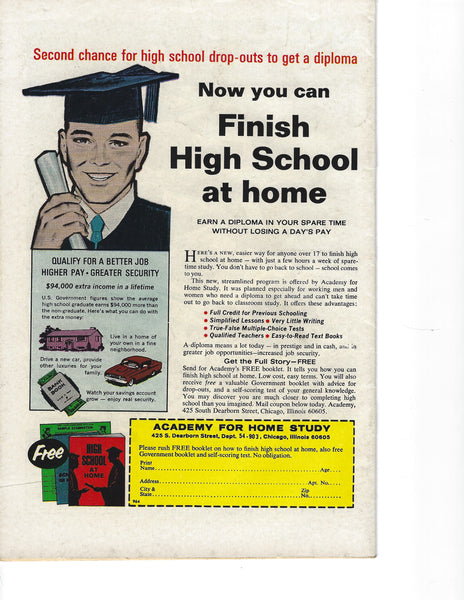 Second chance for high school drop-outs to get a diploma
Now you can
Finish
High School
at home
EARN A DIPLOMA IN YOUR SPARE TIME
WITHOUT LOSING A DAY'S PAY
HERE'S A NEW, easier way for anyone over 17 to finish high
school at home — with just a few hours a week of spare-
time study. You don't have to go back to school — school
comes to you.
This new, streamlined program is offered by Academy for
Home Study. It was planned especially for working men and
women who need a diploma to get ahead and can't take time
out to go back to classroom study. It offers these advantages:
• Full Credit for Previous Schooling
• Simplified Lessons • Very Little Writing
• True-False Multiple-Choice Tests
• Qualified Teachers • Easy-to-Read Text Books
A diploma means a lot today — in prestige and in cash, and in
greater job opportunities—increased job security.
Get the Full Story—FREE
Send for Academy's FREE booklet. It tells you how you can
finish high school at home. Low cost, easy terms. You will also
receive free a valuable Government booklet with advice for
drop-outs, and a self-scoring test of your general knowledge.
You may discover you are much closer to completing high
school than you imagined. Mail coupon below today. Academy,
425 South Dearborn Street, Chicago, Illinois 60605.
QUALIFY FOR A BETTER JOB
HIGHER PAY • GREATER SECURITY
$94,000 extra income in a lifetime
U.S. Government figures show the average
high school graduate earns $94,000 more than
the non-graduate. Here's what you can do with
the extra money:
Live in a home of
your own in a fine
neighborhood.
Drive a new car, provide
other luxuries for your
family.
BANK
BOOK
Watch your savings account
grow — enjoy real security.
Free
SAMPLE EXAMINATION
HIGH
SCHOOL
AT
HOME
ACADEMY FOR HOME STUDY
425 S. Dearborn Street, Dept. 54-903, Chicago, Illinois 60605
Please rush FREE booklet on how to finish high school at home, also free
Government booklet and self-scoring test. No obligation.
Print
Name Age
Address Apt. No.
City & Zip
State No.